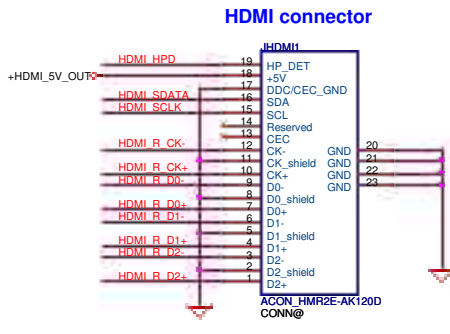 HDMI connector
JHDMI1
HDMI_HPD 19 HP_DET
+HDMI_5V_OUT 18 +5V
17 DDC/CEC_GND
HDMI_SDATA 16 SDA
HDMI_SCLK 15 SCL
14 Reserved
13 CEC
HDMI_R_CK- 12 CK- GND 20
11 CK_shield GND 21
HDMI_R_CK+ 10 CK+ GND 22
HDMI_R_D0- 9 D0- GND 23
8 D0_shield
HDMI_R_D0+ 7 D0+
HDMI_R_D1- 6 D1-
5 D1_shield
HDMI_R_D1+ 4 D1+
HDMI_R_D2- 3 D2-
2 D2_shield
HDMI_R_D2+ 1 D2+
ACON_HMR2E-AK120D
CONN@